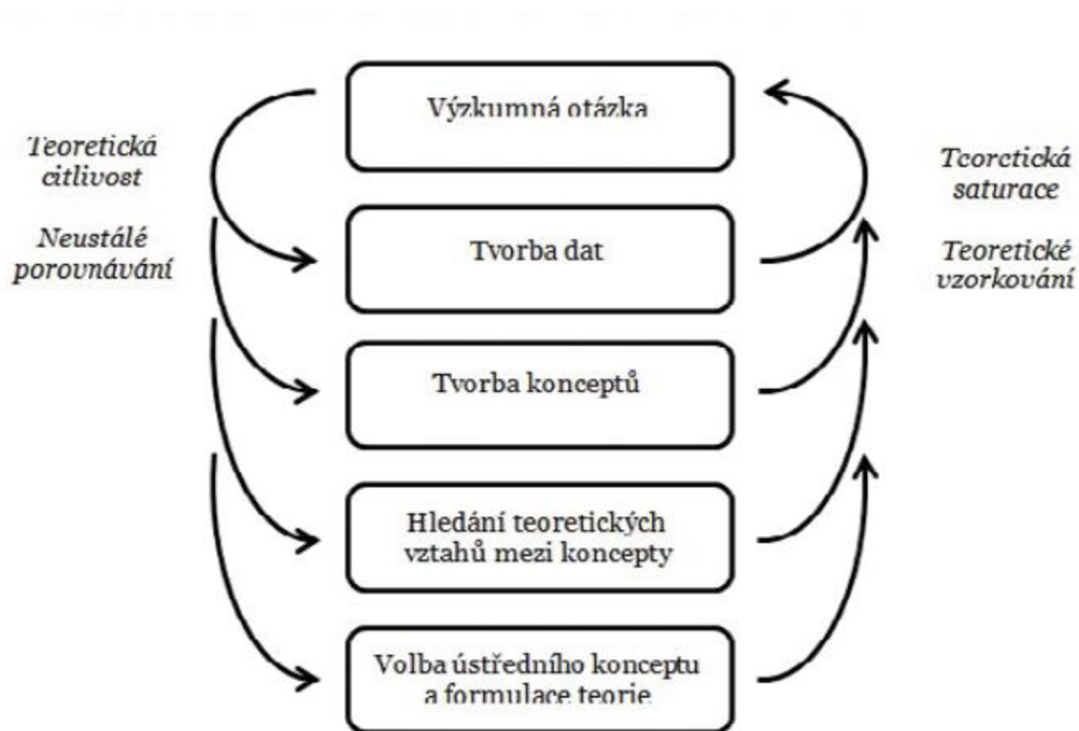 Výzkumná otázka
Teoretická
citlivost
Neustálé
porovnávání
Teoretická
saturace
Teoretické
vzorkování
Tvorba dat
Tvorba konceptů
Hledání teoretických
vztahů mezi koncepty
Volba ústředního konceptu
a formulace teorie